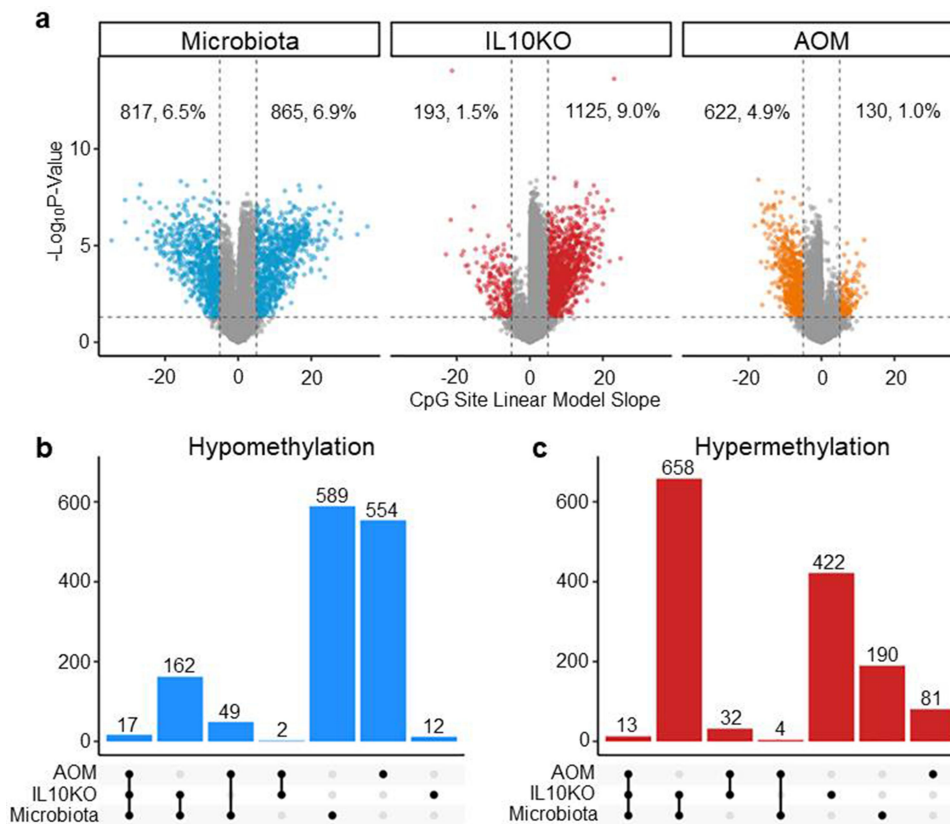 a
Microbiota IL10KO AOM
817, 6.5% 865, 6.9% 193, 1.5% 1125, 9.0% 622, 4.9% 130, 1.0%
-Log₁₀P-Value
10
5
0
-20 0 20 -20 0 20 -20 0 20
CpG Site Linear Model Slope
b Hypomethylation
600
400
200
0
17 162 49 2 589 554 12
AOM
IL10KO
Microbiota
c Hypermethylation
600
400
200
0
13 658 32 4 422 190 81
AOM
IL10KO
Microbiota